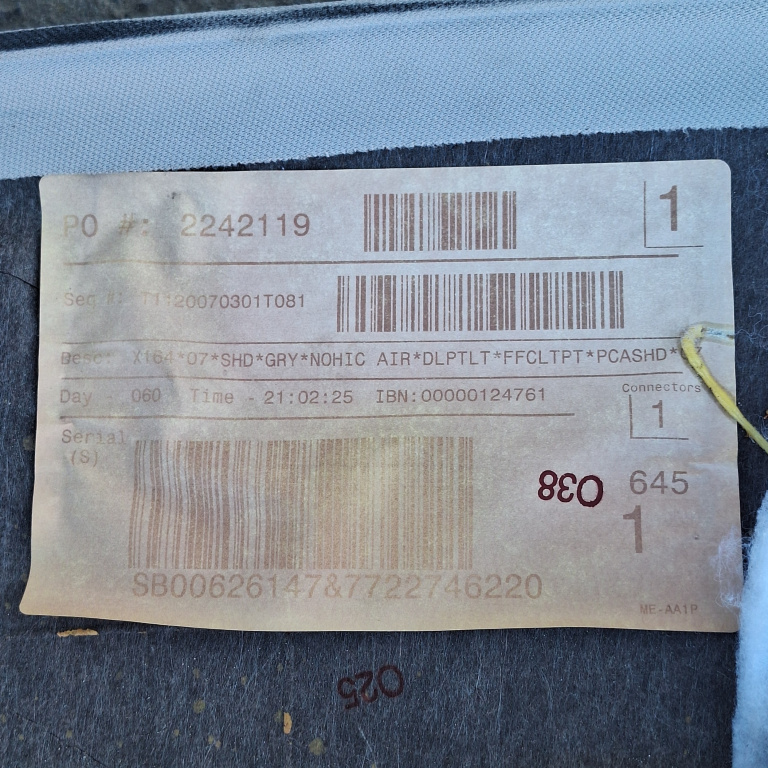 PO #: 2242119
1
Seq #: T1120070301T081
Desc: X164*07*SHD*GRY*NOHIC AIR*DLPTLT*FFCLTPT*PCASHD*
Day - 060 Time - 21:02:25 IBN:00000124761
Connectors
1
Serial
(S)
038
645
1
SB00626147&7722746220
ME-AA1P
025